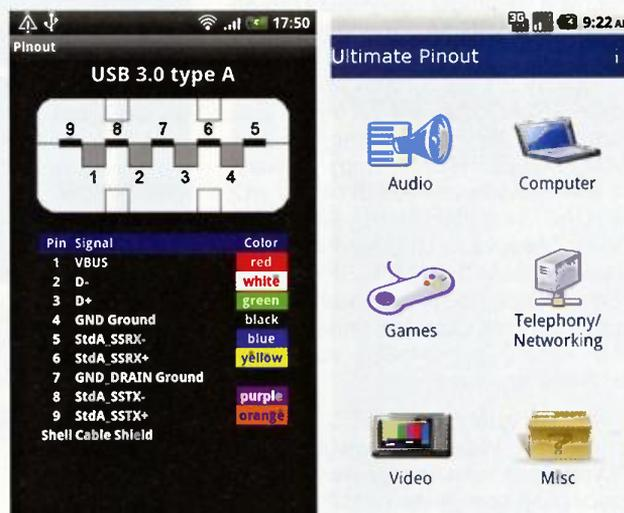 17:50
Pinout
USB 3.0 type A
9 8 7 6 5
1 2 3 4
Pin Signal Color
1 VBUS red
2 D- white
3 D+ green
4 GND Ground black
5 StdA_SSRX- blue
6 StdA_SSRX+ yellow
7 GND_DRAIN Ground
8 StdA_SSTX- purple
9 StdA_SSTX+ orange
Shell Cable Shield
3G 9:22 AM
Ultimate Pinout i
Audio Computer
Games Telephony/
Networking
Video Misc